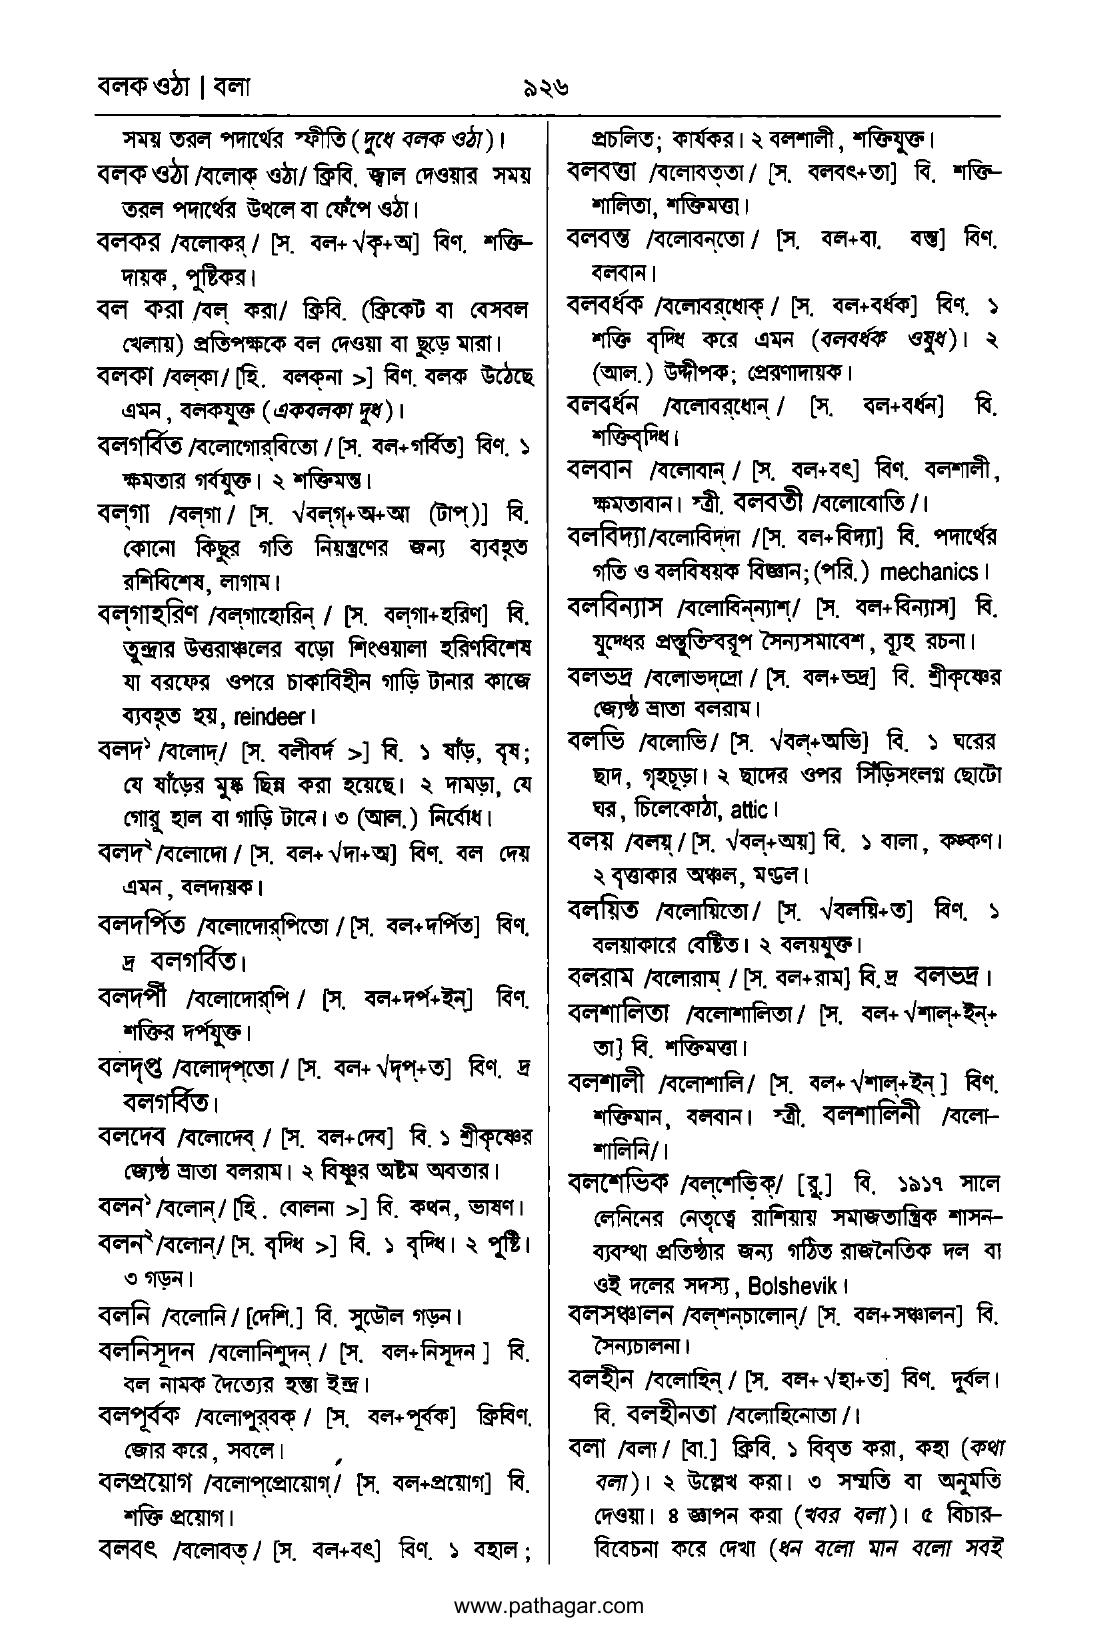 বলক ওঠা | বলা
৯২৬
সময় তরল পদার্থের স্ফীতি (দুধে বলক ওঠা)।
বলক ওঠা /বলোক্ ওঠা/ ক্রিবি. জ্বাল দেওয়ার সময়
তরল পদার্থের উথলে বা ফেঁপে ওঠা।
বলকর /বলোকর্/ [স. বল+√কৃ+অ] বিণ. শক্তি–
দায়ক, পুষ্টিকর।
বল করা /বল্ করা/ ক্রিবি. (ক্রিকেট বা বেসবল
খেলায়) প্রতিপক্ষকে বল দেওয়া বা ছুড়ে মারা।
বলকা /বল্‌কা/ [হি. বলক্‌না >] বিণ. বলক উঠেছে
এমন, বলকযুক্ত (একবলকা দুধ)।
বলগর্বিত /বলোগোর্‌বিতো/ [স. বল+গর্বিত] বিণ. ১
ক্ষমতার গর্বযুক্ত। ২ শক্তিমত্ত।
বল্‌গা /বল্‌গা/ [স. √বল্‌গ্+অ+আ (টাপ্)] বি.
কোনো কিছুর গতি নিয়ন্ত্রণের জন্য ব্যবহৃত
রশিবিশেষ, লাগাম।
বল্‌গাহরিণ /বল্‌গাহোরিন্/ [স. বল্‌গা+হরিণ] বি.
তুন্দ্রার উত্তরাঞ্চলের বড়ো শিংওয়ালা হরিণবিশেষ
যা বরফের ওপরে চাকাবিহীন গাড়ি টানার কাজে
ব্যবহৃত হয়, reindeer।
বলদ১ /বলোদ্/ [স. বলীবর্দ >] বি. ১ ষাঁড়, বৃষ;
যে ষাঁড়ের মুষ্ক ছিন্ন করা হয়েছে। ২ দামড়া, যে
গোরু হাল বা গাড়ি টানে। ৩ (আল.) নির্বোধ।
বলদ২ /বলোদো/ [স. বল+√দা+অ] বিণ. বল দেয়
এমন, বলদায়ক।
বলদর্পিত /বলোদোর্‌পিতো/ [স. বল+দর্পিত] বিণ.
দ্র বলগর্বিত।
বলদর্পী /বলোদোর্‌পি/ [স. বল+দর্প+ইন্] বিণ.
শক্তির দর্পযুক্ত।
বলদৃপ্ত /বলোদৃপ্‌তো/ [স. বল+√দৃপ্+ত] বিণ. দ্র
বলগর্বিত।
বলদেব /বলোদেব্/ [স. বল+দেব] বি. ১ শ্রীকৃষ্ণের
জ্যেষ্ঠ ভ্রাতা বলরাম। ২ বিষ্ণুর অষ্টম অবতার।
বলন১ /বলোন্/ [হি. বোলনা >] বি. কথন, ভাষণ।
বলন২ /বলোন্/ [স. বৃদ্ধি >] বি. ১ বৃদ্ধি। ২ পুষ্টি।
৩ গড়ন।
বলনি /বলোনি/ [দেশি.] বি. সুডৌল গড়ন।
বলনিসূদন /বলোনিশুদন্/ [স. বল+নিসূদন] বি.
বল নামক দৈত্যের হন্তা ইন্দ্র।
বলপূর্বক /বলোপুর্‌বক্/ [স. বল+পূর্বক] ক্রিবিণ.
জোর করে, সবলে।
বলপ্রয়োগ /বলোপ্‌প্রোয়োগ্/ [স. বল+প্রয়োগ] বি.
শক্তি প্রয়োগ।
বলবৎ /বলোবত্/ [স. বল+বৎ] বিণ. ১ বহাল;
প্রচলিত; কার্যকর। ২ বলশালী, শক্তিযুক্ত।
বলবত্তা /বলোবত্‌তা/ [স. বলবৎ+তা] বি. শক্তি–
শালিতা, শক্তিমত্তা।
বলবন্ত /বলোবন্‌তো/ [স. বল+বা. বন্ত] বিণ.
বলবান।
বলবর্ধক /বলোবর্‌ধোক্/ [স. বল+বর্ধক] বিণ. ১
শক্তি বৃদ্ধি করে এমন (বলবর্ধক ওষুধ)। ২
(আল.) উদ্দীপক; প্রেরণাদায়ক।
বলবর্ধন /বলোবর্‌ধোন্/ [স. বল+বর্ধন] বি.
শক্তিবৃদ্ধি।
বলবান /বলোবান্/ [স. বল+বৎ] বিণ. বলশালী,
ক্ষমতাবান। স্ত্রী. বলবতী /বলোবোতি/।
বলবিদ্যা/বলোবিদ্‌দা/[স. বল+বিদ্যা] বি. পদার্থের
গতি ও বলবিষয়ক বিজ্ঞান; (পরি.) mechanics।
বলবিন্যাস /বলোবিন্‌ন্যাশ্/ [স. বল+বিন্যাস] বি.
যুদ্ধের প্রস্তুতিস্বরূপ সৈন্যসমাবেশ, ব্যূহ রচনা।
বলভদ্র /বলোভদ্‌দ্রো/ [স. বল+ভদ্র] বি. শ্রীকৃষ্ণের
জ্যেষ্ঠ ভ্রাতা বলরাম।
বলভি /বলোভি/ [স. √বল্+অভি] বি. ১ ঘরের
ছাদ, গৃহচূড়া। ২ ছাদের ওপর সিঁড়িসংলগ্ন ছোটো
ঘর, চিলেকোঠা, attic।
বলয় /বলয়্/ [স. √বল্+অয়] বি. ১ বালা, কঙ্কণ।
২ বৃত্তাকার অঞ্চল, মণ্ডল।
বলয়িত /বলোয়িতো/ [স. √বলয়ি+ত] বিণ. ১
বলয়াকারে বেষ্টিত। ২ বলয়যুক্ত।
বলরাম /বলোরাম্/ [স. বল+রাম] বি. দ্র বলভদ্র।
বলশালিতা /বলোশালিতা/ [স. বল+√শাল্+ইন্+
তা] বি. শক্তিমত্তা।
বলশালী /বলোশালি/ [স. বল+√শাল্+ইন্] বিণ.
শক্তিমান, বলবান। স্ত্রী. বলশালিনী /বলো–
শালিনি/।
বলশেভিক /বল্‌শেভ়িক্/ [রু.] বি. ১৯১৭ সালে
লেনিনের নেতৃত্বে রাশিয়ায় সমাজতান্ত্রিক শাসন–
ব্যবস্থা প্রতিষ্ঠার জন্য গঠিত রাজনৈতিক দল বা
ওই দলের সদস্য, Bolshevik।
বলসঞ্চালন /বল্‌শন্‌চালোন্/ [স. বল+সঞ্চালন] বি.
সৈন্যচালনা।
বলহীন /বলোহিন্/ [স. বল+√হা+ত] বিণ. দুর্বল।
বি. বলহীনতা /বলোহিনোতা/।
বলা /বলা/ [বা.] ক্রিবি. ১ বিবৃত করা, কহা (কথা
বলা)। ২ উল্লেখ করা। ৩ সম্মতি বা অনুমতি
দেওয়া। ৪ জ্ঞাপন করা (খবর বলা)। ৫ বিচার–
বিবেচনা করে দেখা (ধন বলো মান বলো সবই
www.pathagar.com